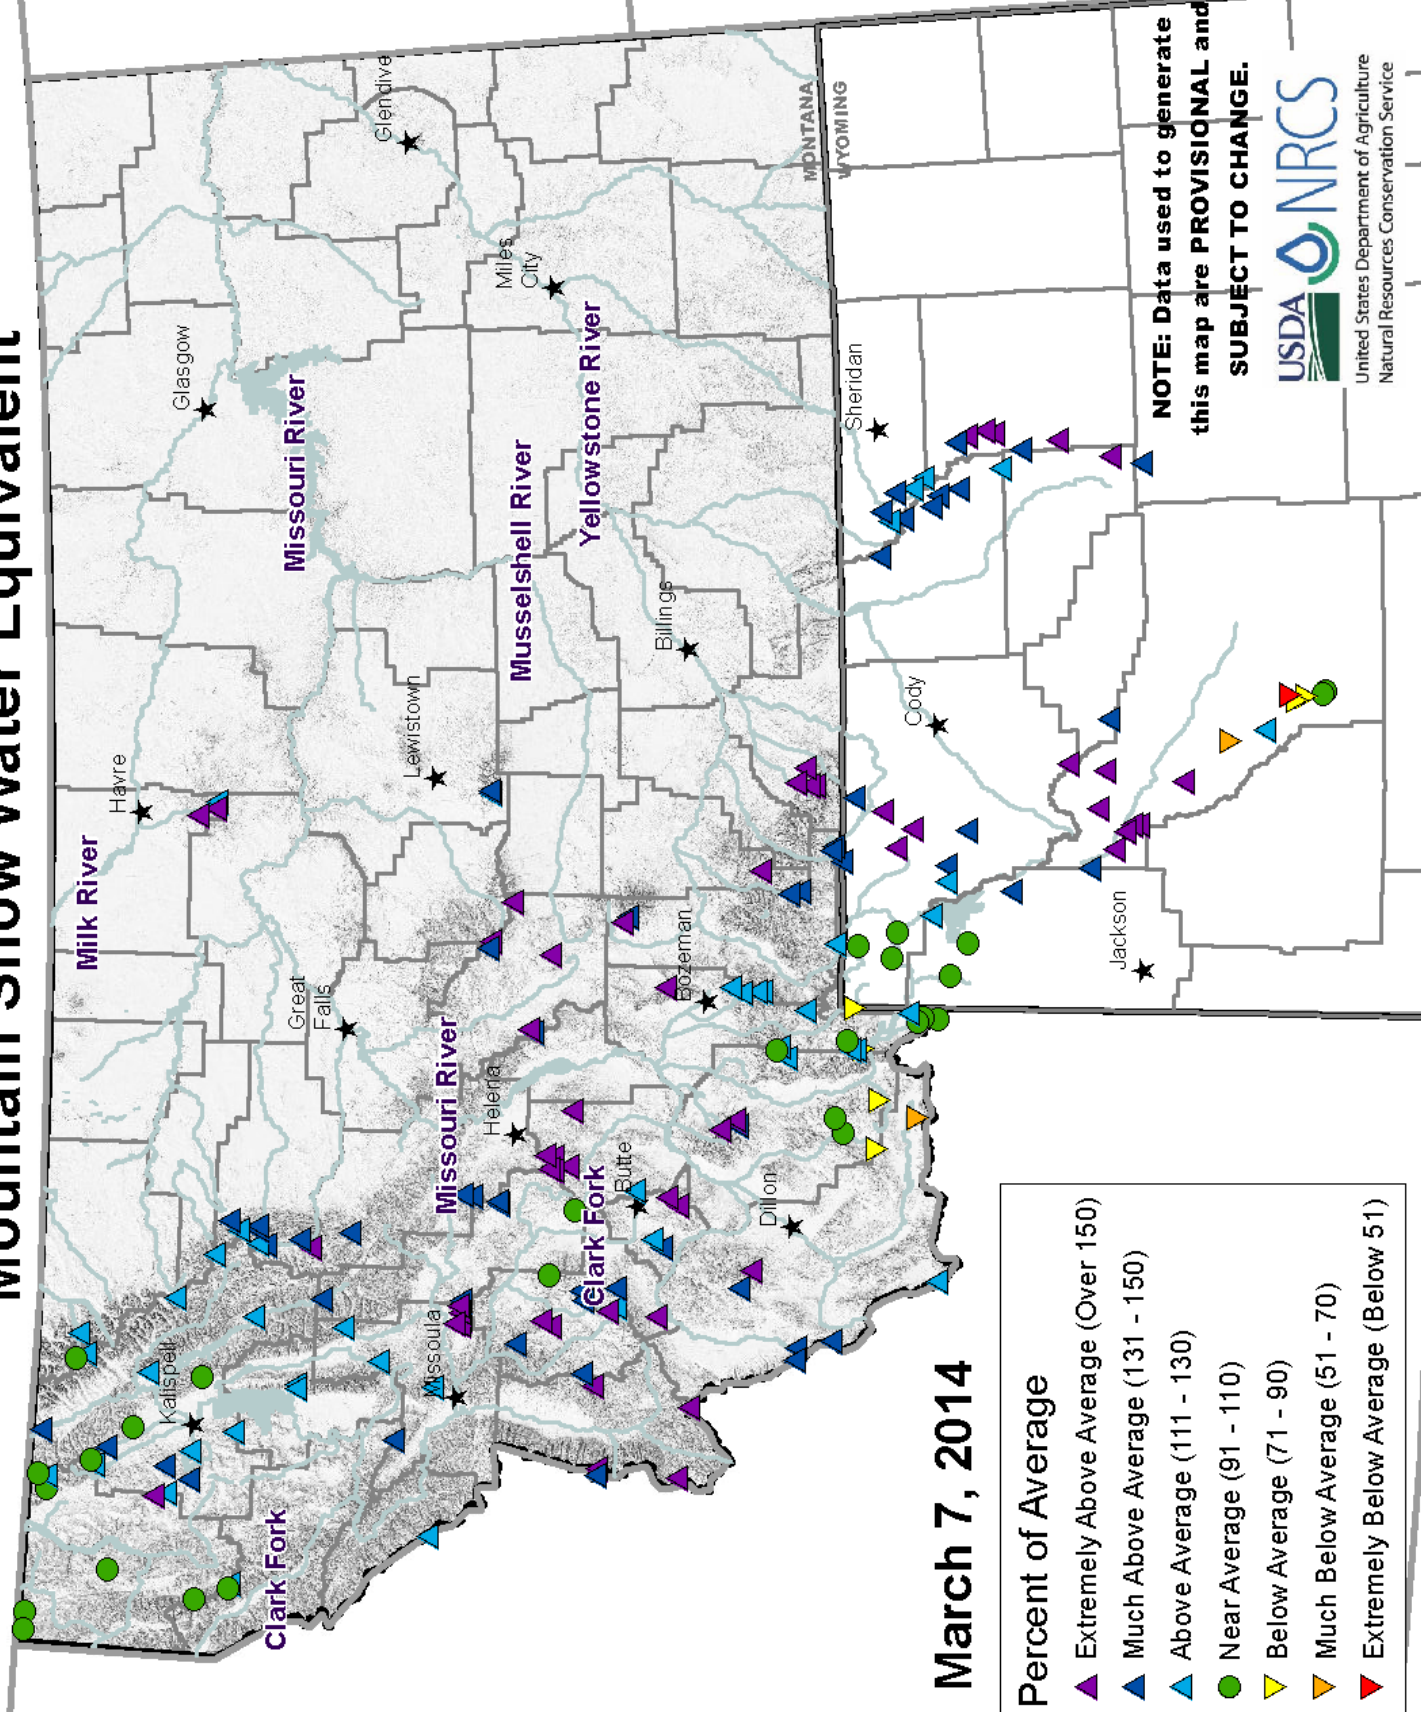 Mountain Snow Water Equivalent
Milk River
Havre
Glasgow
Missouri River
Great
Falls
Kalispell
Clark Fork
Lewistown
Glendive
Missouri River
Helena
Missoula
Musselshell River
Miles
City
Yellowstone River
Clark Fork
Butte
Billings
Bozeman
Dillon
MONTANA
WYOMING
Sheridan
Cody
Jackson
March 7, 2014
Percent of Average
Extremely Above Average (Over 150)
Much Above Average (131 - 150)
Above Average (111 - 130)
Near Average (91 - 110)
Below Average (71 - 90)
Much Below Average (51 - 70)
Extremely Below Average (Below 51)
NOTE: Data used to generate
this map are PROVISIONAL and
SUBJECT TO CHANGE.
USDA NRCS
United States Department of Agriculture
Natural Resources Conservation Service